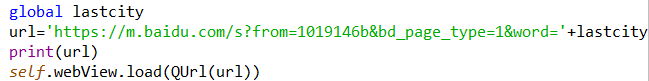 global lastcity
url='https://m.baidu.com/s?from=1019146b&bd_page_type=1&word='+lastcity
print(url)
self.webView.load(QUrl(url))